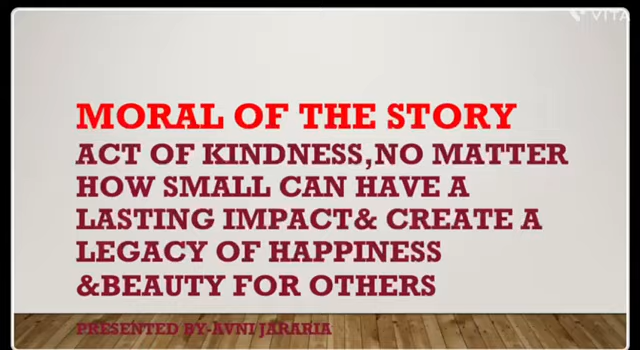 VITA
MORAL OF THE STORY
ACT OF KINDNESS,NO MATTER
HOW SMALL CAN HAVE A
LASTING IMPACT& CREATE A
LEGACY OF HAPPINESS
&BEAUTY FOR OTHERS
PRESENTED BY-AVNI JARARIA